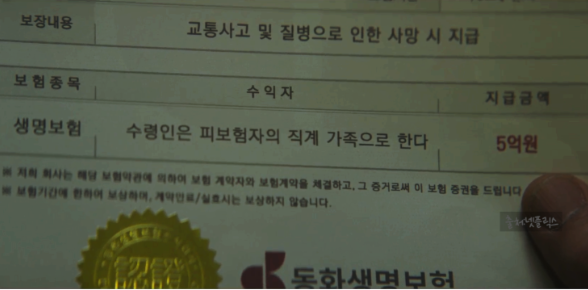 보장내용 교통사고 및 질병으로 인한 사망 시 지급
보험종목 수익자 지급금액
생명보험 수령인은 피보험자의 직계 가족으로 한다 5억원
※ 저희 회사는 해당 보험약관에 의하여 보험 계약자와 보험계약을 체결하고, 그 증거로써 이 보험 증권을 드립니다
※ 보험기간에 한하여 보상하며, 계약만료/실효시는 보상하지 않습니다.
넷플릭스
동화생명보험